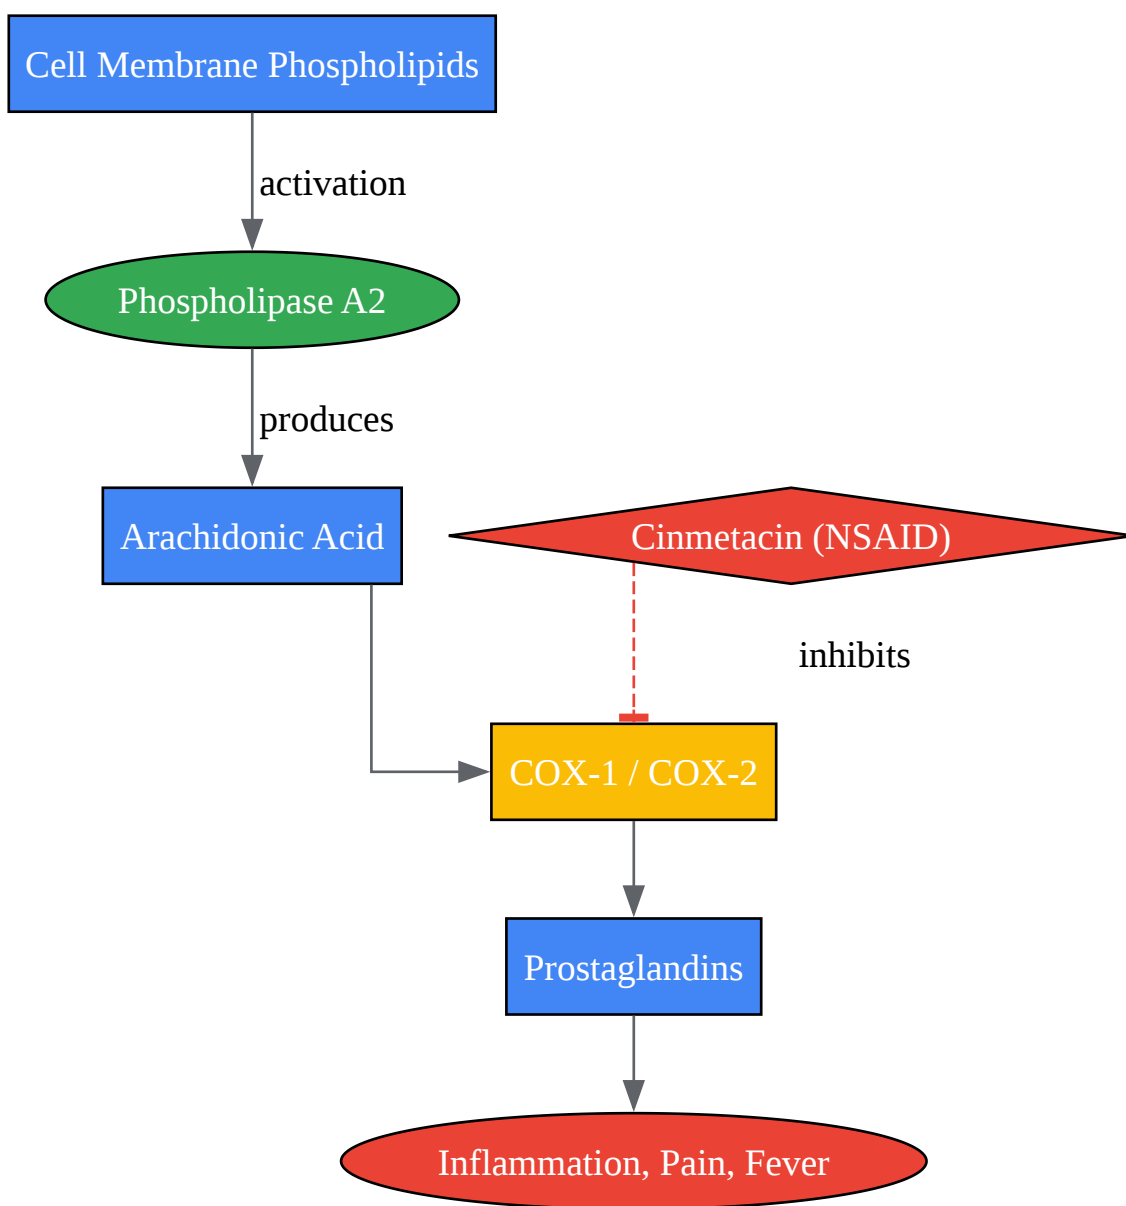 Cell Membrane Phospholipids
activation
Phospholipase A2
produces
Arachidonic Acid
Cinmetacin (NSAID)
inhibits
COX-1 / COX-2
Prostaglandins
Inflammation, Pain, Fever